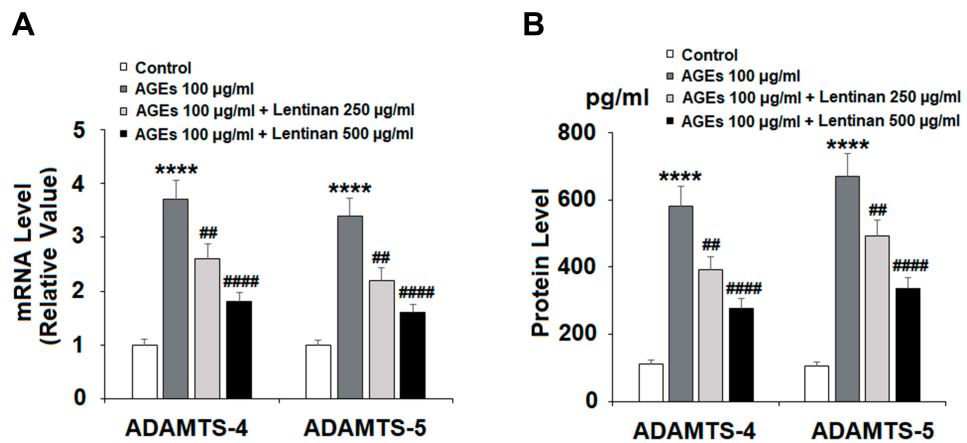 A
Control
AGEs 100 µg/ml
AGEs 100 µg/ml + Lentinan 250 µg/ml
AGEs 100 µg/ml + Lentinan 500 µg/ml
mRNA Level
(Relative Value)
5
4
3
2
1
0
****
##
####
****
##
####
ADAMTS-4
ADAMTS-5
B
Control
AGEs 100 µg/ml
AGEs 100 µg/ml + Lentinan 250 µg/ml
AGEs 100 µg/ml + Lentinan 500 µg/ml
pg/ml
Protein Level
800
600
400
200
0
****
##
####
****
##
####
ADAMTS-4
ADAMTS-5